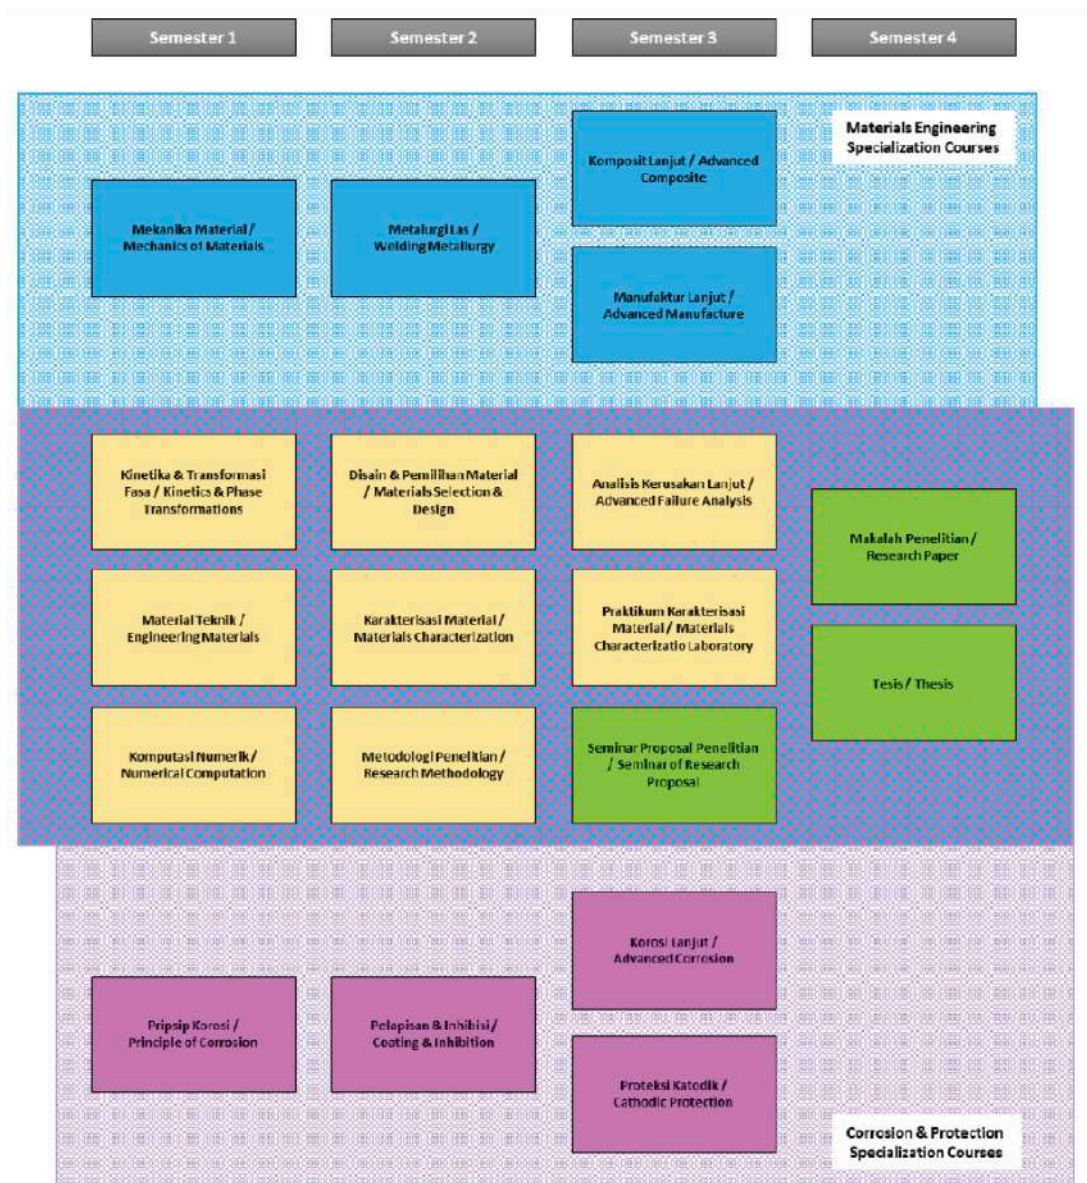 Semester 1
Semester 2
Semester 3
Semester 4
Materials Engineering
Specialization Courses
Komposit Lanjut / Advanced
Composite
Mekanika Material /
Mechanics of Materials
Metalurgi Las /
Welding Metallurgy
Manufaktur Lanjut /
Advanced Manufacture
Kinetika & Transformasi
Fasa / Kinetics & Phase
Transformations
Disain & Pemilihan Material
/ Materials Selection &
Design
Analisis Kerusakan Lanjut /
Advanced Failure Analysis
Makalah Penelitian /
Research Paper
Material Teknik /
Engineering Materials
Karakterisasi Material /
Materials Characterization
Praktikum Karakterisasi
Material / Materials
Characterizatio Laboratory
Tesis / Thesis
Komputasi Numerik /
Numerical Computation
Metodologi Penelitian /
Research Methodology
Seminar Proposal Penelitian
/ Seminar of Research
Proposal
Korosi Lanjut /
Advanced Corrosion
Pripsip Korosi /
Principle of Corrosion
Pelapisan & Inhibisi /
Coating & Inhibition
Proteksi Katodik /
Cathodic Protection
Corrosion & Protection
Specialization Courses